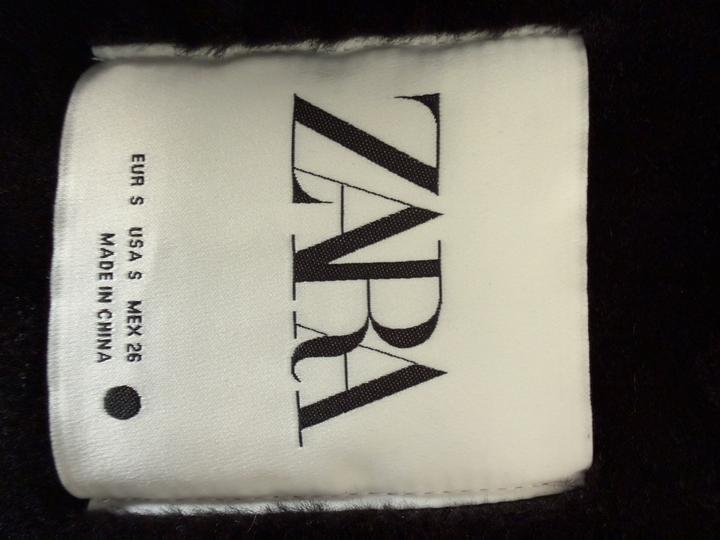 ZARA
EUR S USA S MEX 26
MADE IN CHINA